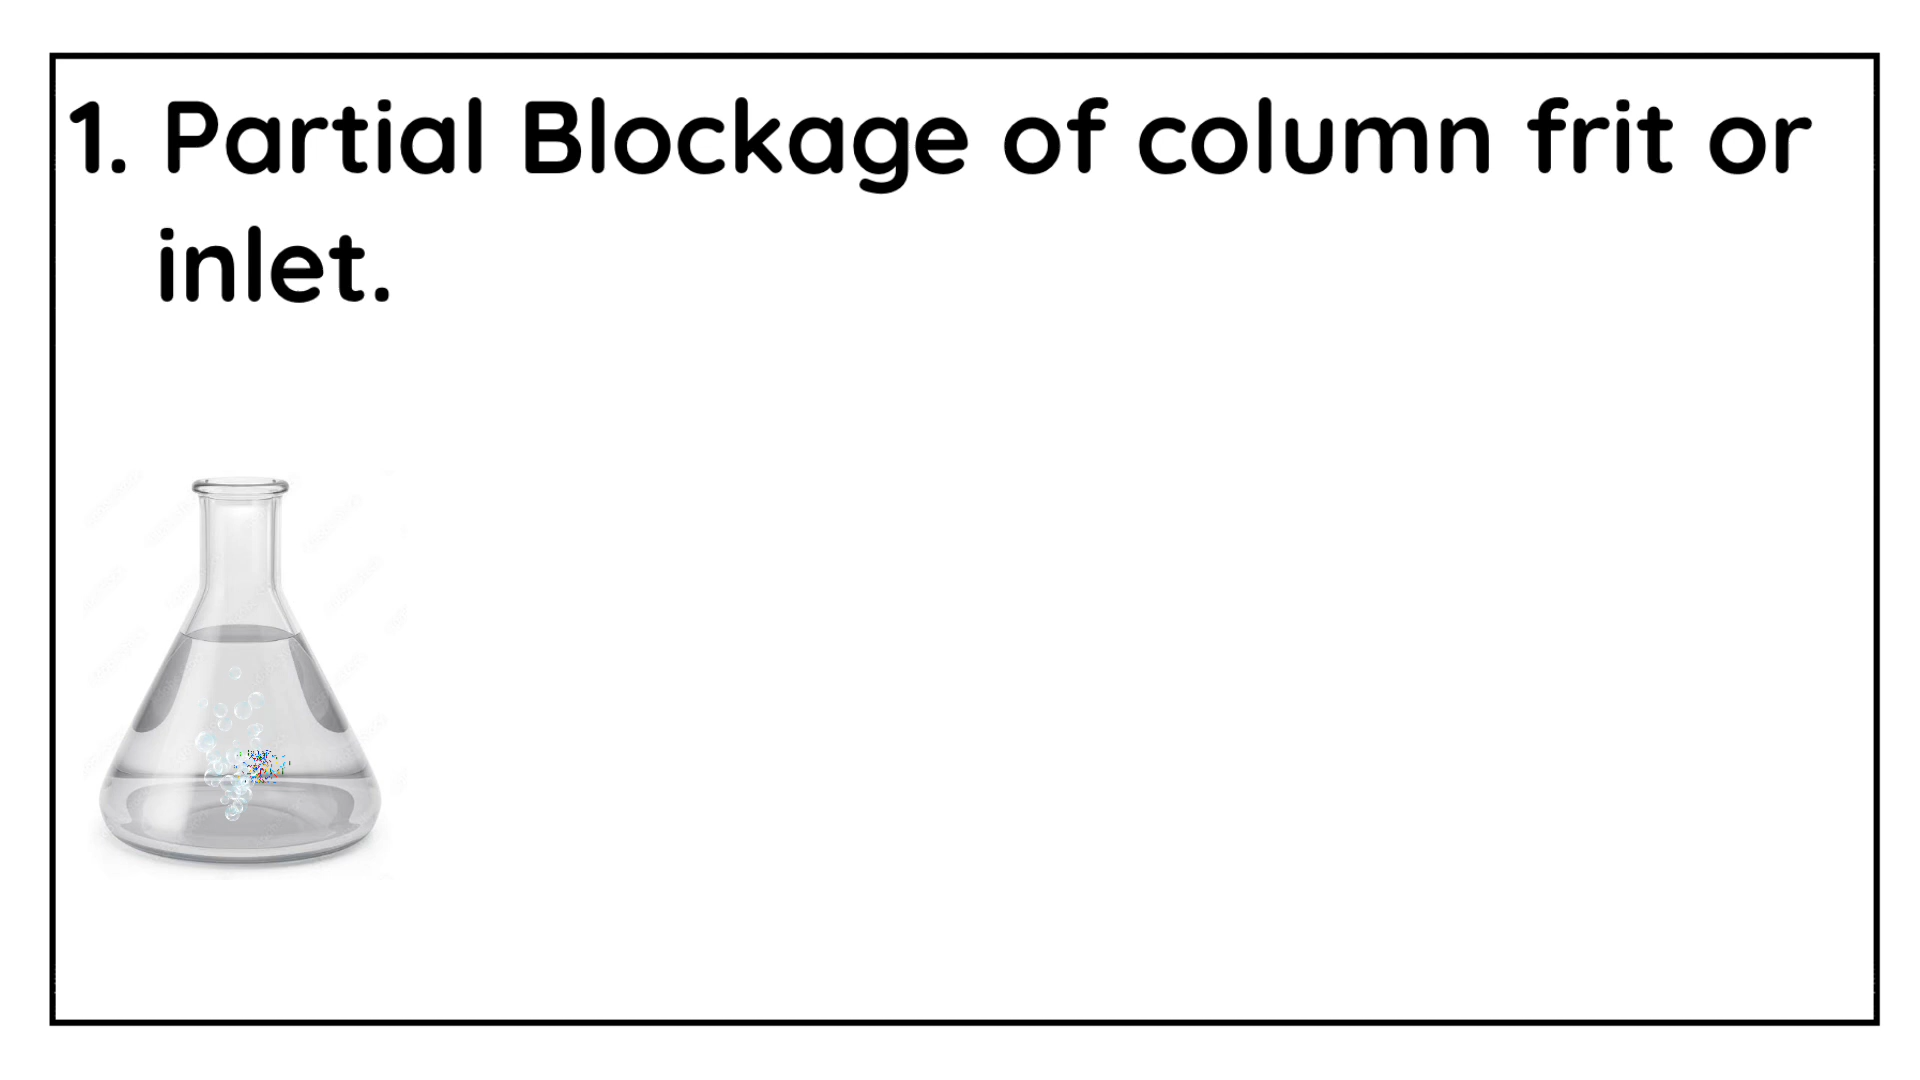 1. Partial Blockage of column frit or
inlet.